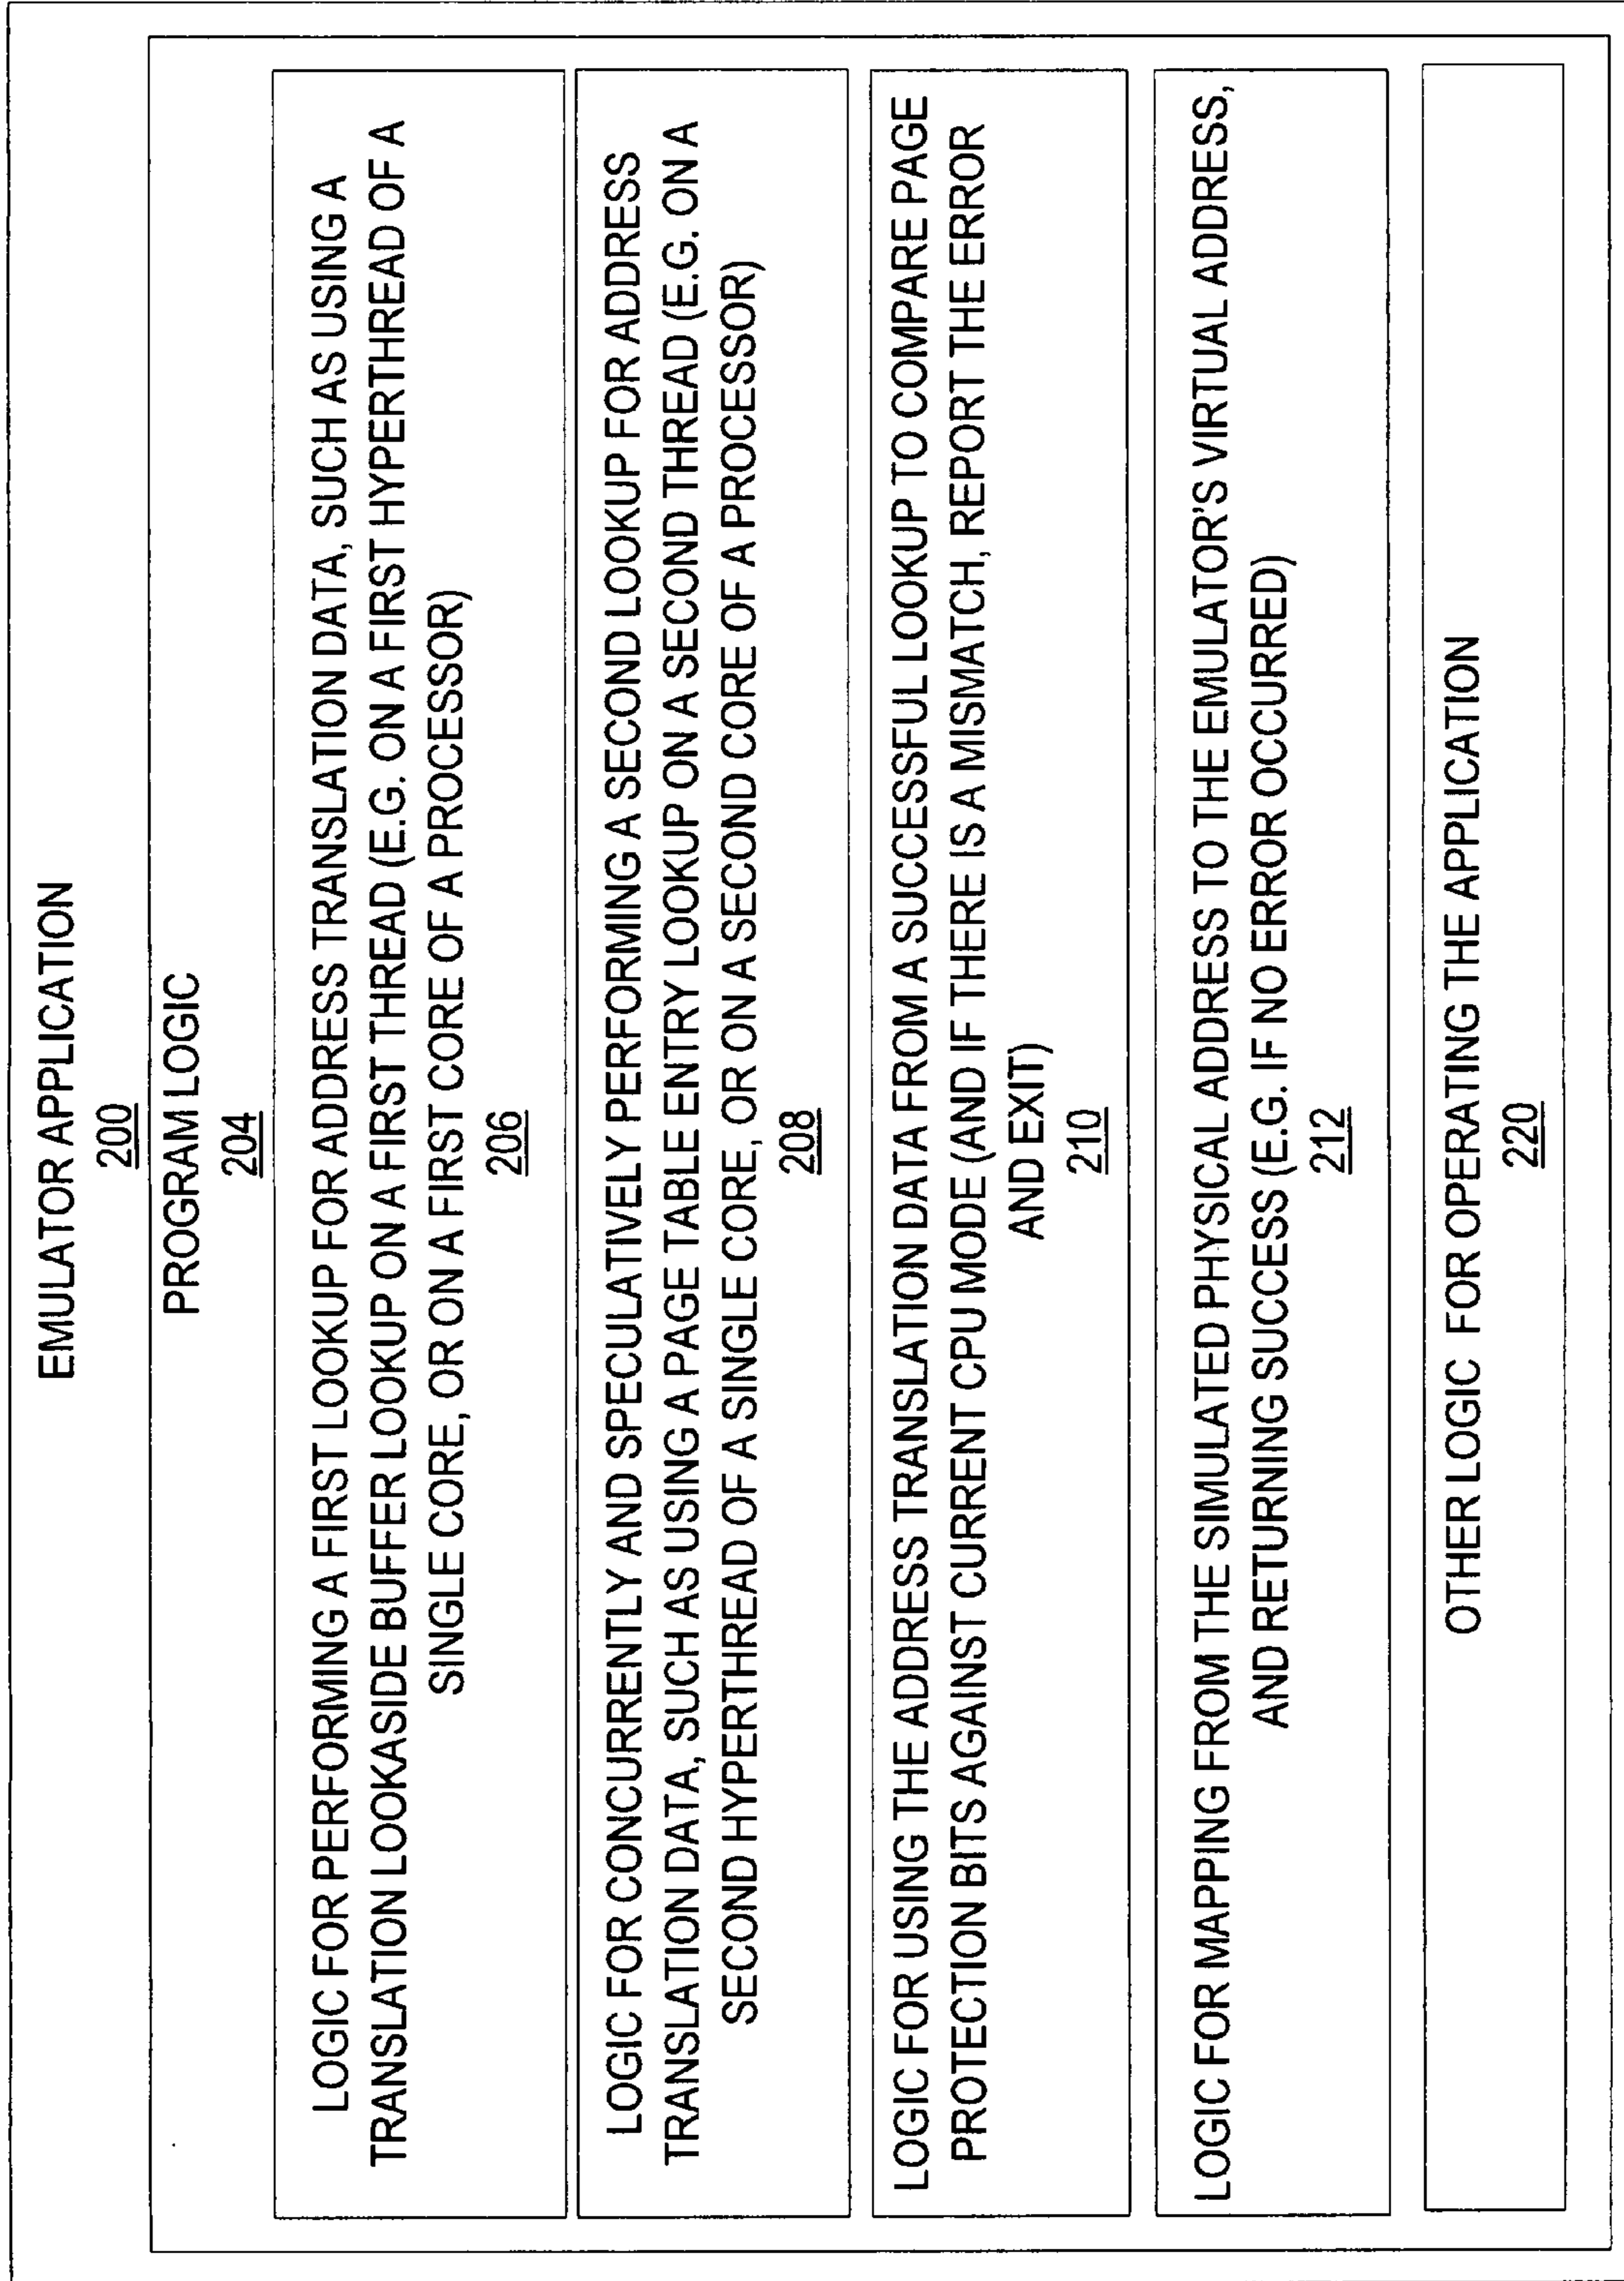 EMULATOR APPLICATION
200
PROGRAM LOGIC
204
LOGIC FOR PERFORMING A FIRST LOOKUP FOR ADDRESS TRANSLATION DATA, SUCH AS USING A
TRANSLATION LOOKASIDE BUFFER LOOKUP ON A FIRST THREAD (E.G. ON A FIRST HYPERTHREAD OF A
SINGLE CORE, OR ON A FIRST CORE OF A PROCESSOR)
206
LOGIC FOR CONCURRENTLY AND SPECULATIVELY PERFORMING A SECOND LOOKUP FOR ADDRESS
TRANSLATION DATA, SUCH AS USING A PAGE TABLE ENTRY LOOKUP ON A SECOND THREAD (E.G. ON A
SECOND HYPERTHREAD OF A SINGLE CORE, OR ON A SECOND CORE OF A PROCESSOR)
208
LOGIC FOR USING THE ADDRESS TRANSLATION DATA FROM A SUCCESSFUL LOOKUP TO COMPARE PAGE
PROTECTION BITS AGAINST CURRENT CPU MODE (AND IF THERE IS A MISMATCH, REPORT THE ERROR
AND EXIT)
210
LOGIC FOR MAPPING FROM THE SIMULATED PHYSICAL ADDRESS TO THE EMULATOR'S VIRTUAL ADDRESS,
AND RETURNING SUCCESS (E.G. IF NO ERROR OCCURRED)
212
OTHER LOGIC FOR OPERATING THE APPLICATION
220